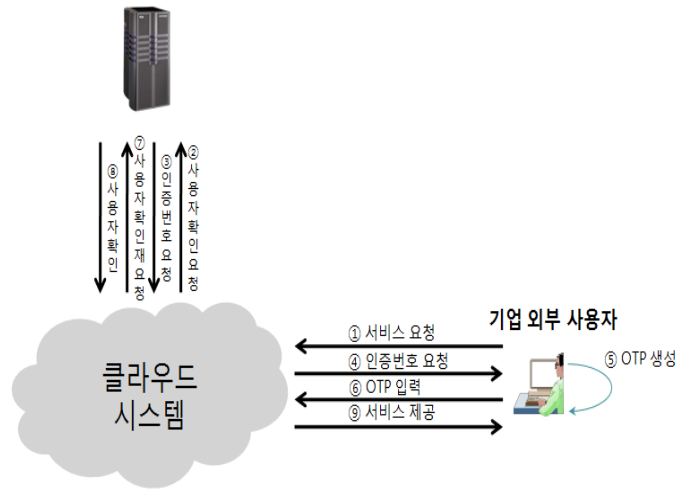 ⑧ 사용자확인
⑦ 사용자확인재요청
③ 인증번호요청
② 사용자확인요청
클라우드
시스템
① 서비스 요청
④ 인증번호 요청
⑥ OTP 입력
⑨ 서비스 제공
기업 외부 사용자
⑤ OTP 생성